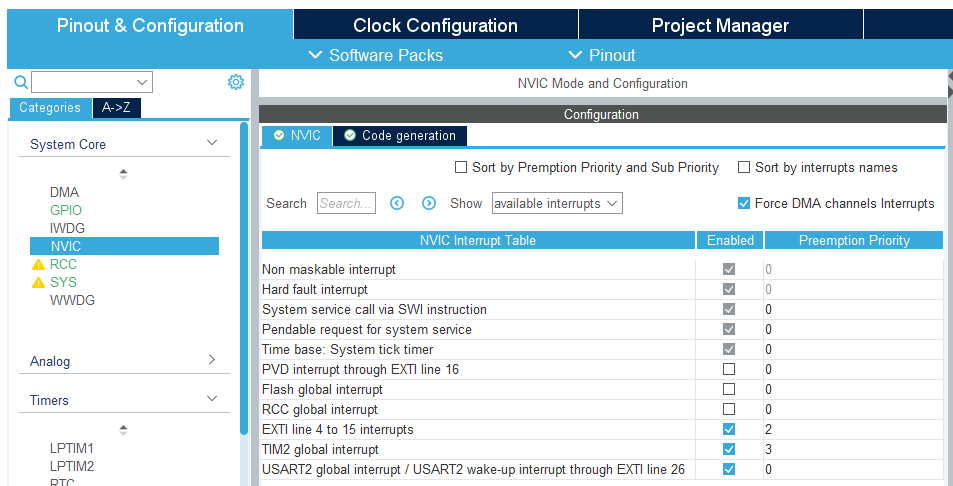 Pinout & Configuration Clock Configuration Project Manager
Software Packs Pinout
NVIC Mode and Configuration
Categories A->Z
Configuration
NVIC Code generation
System Core
Sort by Premption Priority and Sub Priority Sort by interrupts names
Search Search... Show available interrupts Force DMA channels Interrupts
DMA
GPIO
IWDG
NVIC
RCC
SYS
WWDG
Analog
Timers
LPTIM1
LPTIM2
RTC
NVIC Interrupt Table Enabled Preemption Priority
Non maskable interrupt 0
Hard fault interrupt 0
System service call via SWI instruction 0
Pendable request for system service 0
Time base: System tick timer 0
PVD interrupt through EXTI line 16 0
Flash global interrupt 0
RCC global interrupt 0
EXTI line 4 to 15 interrupts 2
TIM2 global interrupt 3
USART2 global interrupt / USART2 wake-up interrupt through EXTI line 26 0